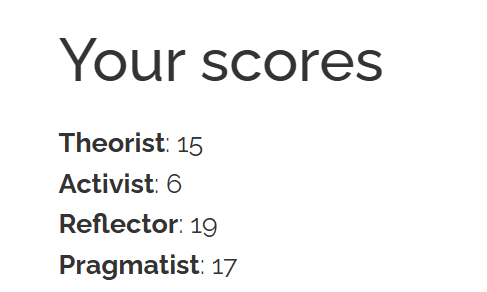 Your scores
Theorist: 15
Activist: 6
Reflector: 19
Pragmatist: 17